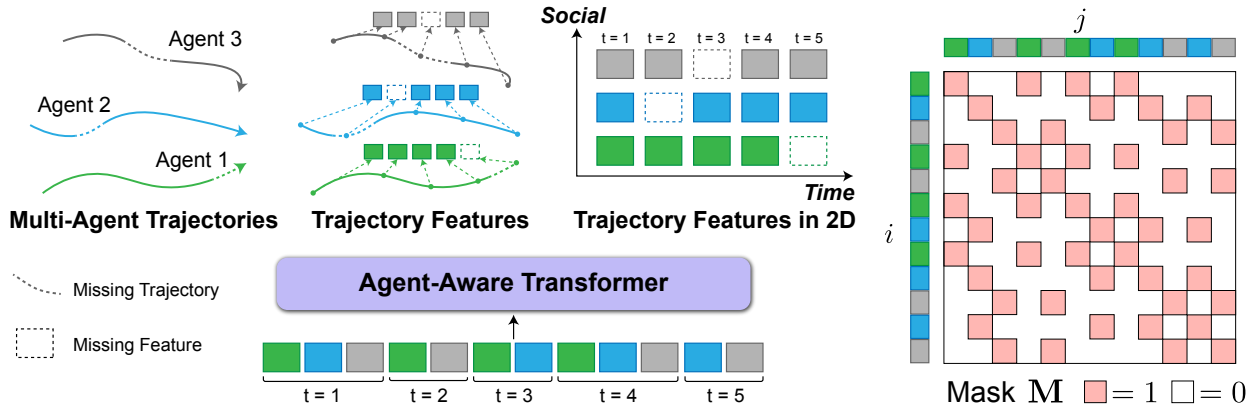 Agent 3
Agent 2
Agent 1
Multi-Agent Trajectories
Trajectory Features
Social
t = 1 t = 2 t = 3 t = 4 t = 5
Time
Trajectory Features in 2D
Missing Trajectory
Missing Feature
Agent-Aware Transformer
t = 1 t = 2 t = 3 t = 4 t = 5
j
i
Mask M = 1 = 0